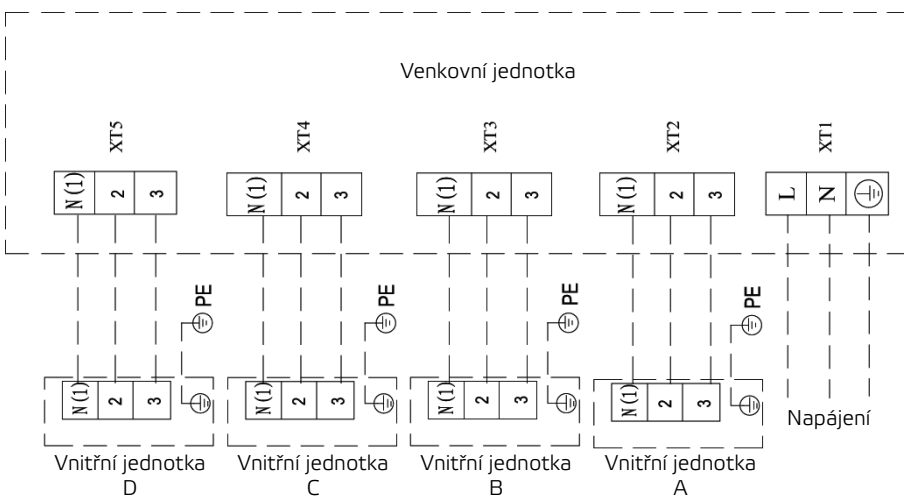 Venkovní jednotka
XT5 XT4 XT3 XT2 XT1
N (1) 2 3 N (1) 2 3 N (1) 2 3 N (1) 2 3 L N
PE PE PE PE
N (1) 2 3 N (1) 2 3 N (1) 2 3 N (1) 2 3
Napájení
Vnitřní jednotka Vnitřní jednotka Vnitřní jednotka Vnitřní jednotka
D C B A